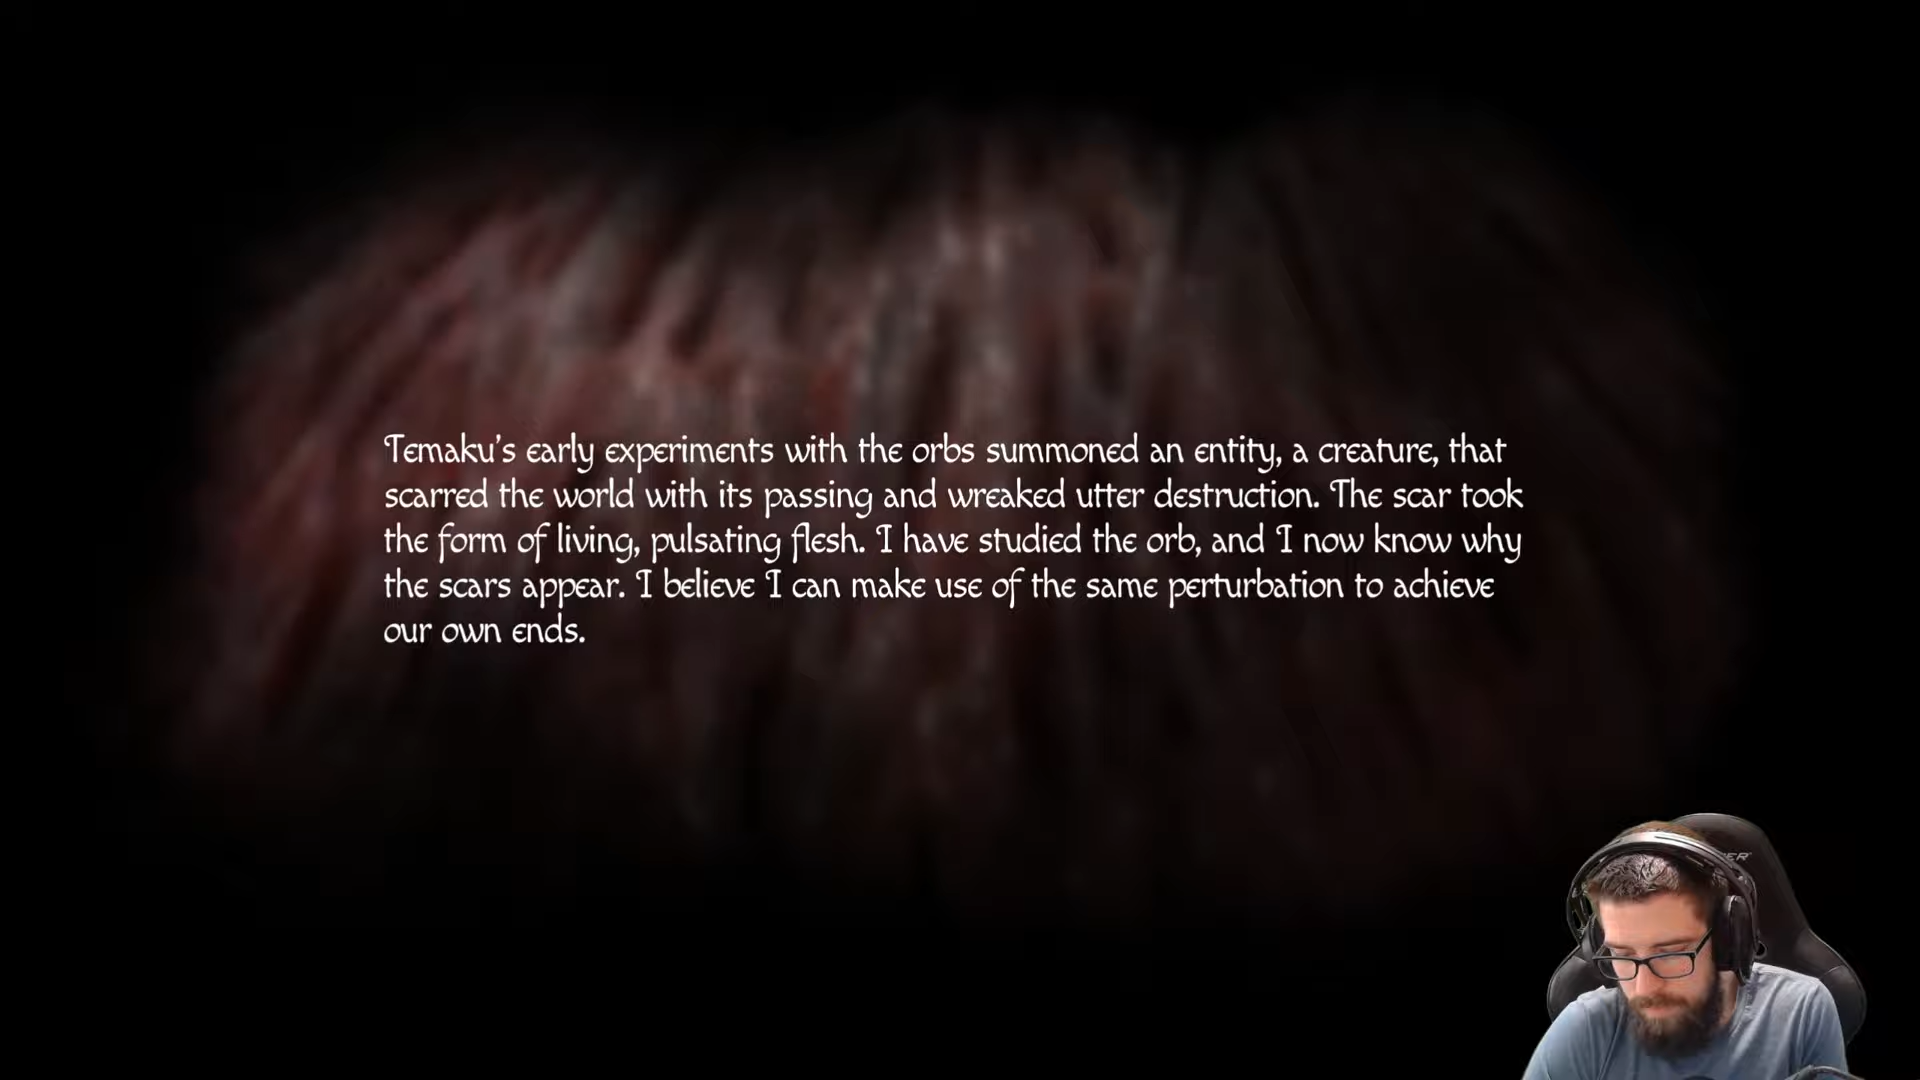 Temaku's early experiments with the orbs summoned an entity, a creature, that
scarred the world with its passing and wreaked utter destruction. The scar took
the form of living, pulsating flesh. I have studied the orb, and I now know why
the scars appear. I believe I can make use of the same perturbation to achieve
our own ends.